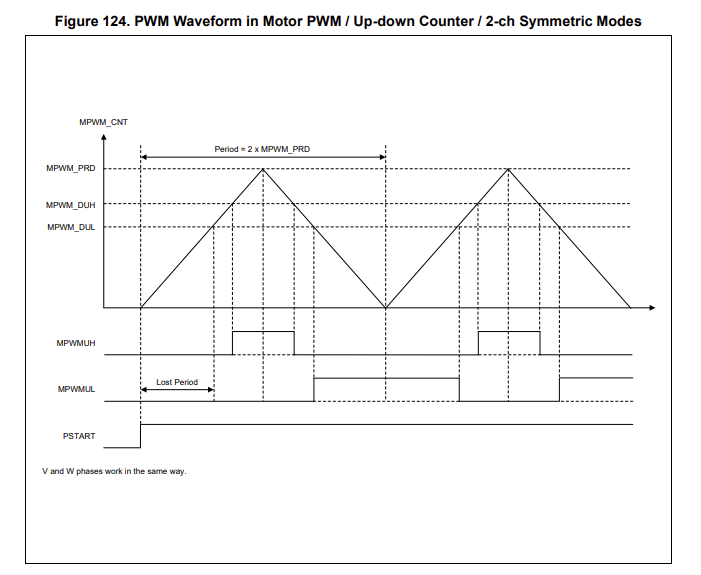 Figure 124. PWM Waveform in Motor PWM / Up-down Counter / 2-ch Symmetric Modes
MPWM_CNT
Period = 2 x MPWM_PRD
MPWM_PRD
MPWM_DUH
MPWM_DUL
MPWMUH
Lost Period
MPWMUL
PSTART
V and W phases work in the same way.